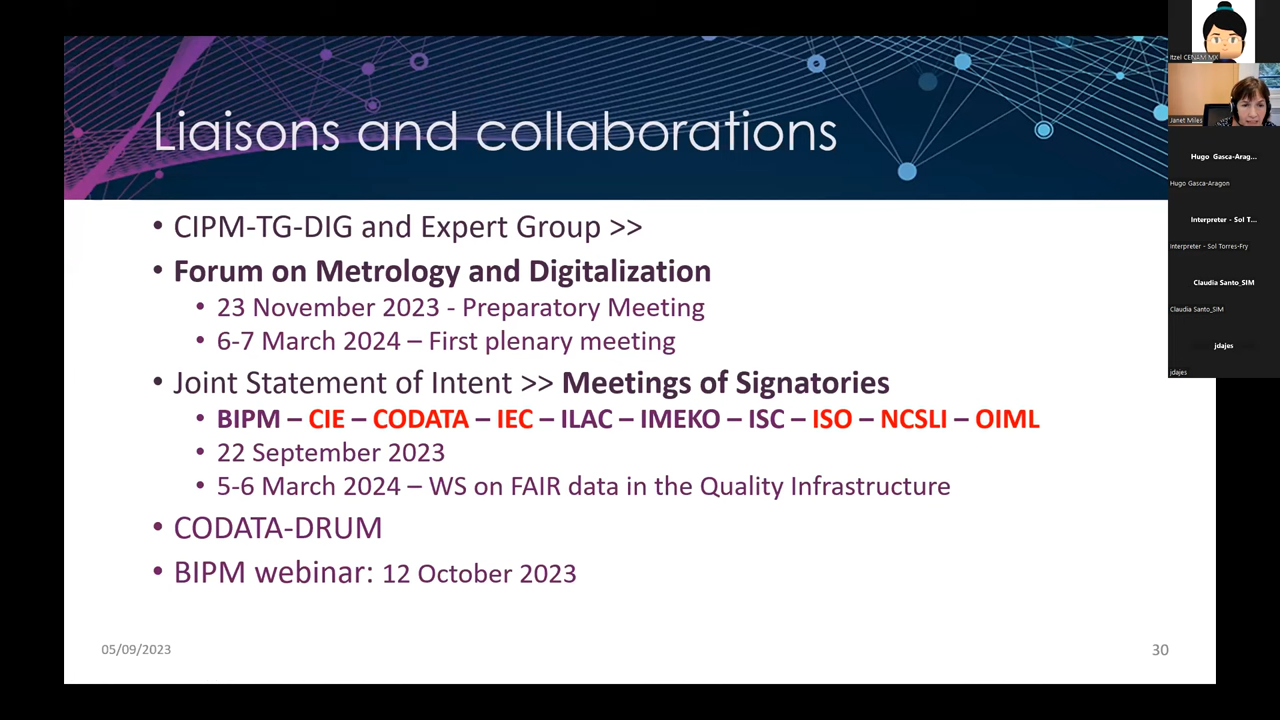 Liaisons and collaborations
• CIPM-TG-DIG and Expert Group >>
• Forum on Metrology and Digitalization
• 23 November 2023 - Preparatory Meeting
• 6-7 March 2024 – First plenary meeting
• Joint Statement of Intent >> Meetings of Signatories
• BIPM – CIE – CODATA – IEC – ILAC – IMEKO – ISC – ISO – NCSLI – OIML
• 22 September 2023
• 5-6 March 2024 – WS on FAIR data in the Quality Infrastructure
• CODATA-DRUM
• BIPM webinar: 12 October 2023
05/09/2023
30
Itzel CENAM MX
Janet Miles
Hugo Gasca-Arag...
Hugo Gasca-Aragon
Interpreter - Sol T...
Interpreter - Sol Torres-Fry
Claudia Santo_SIM
Claudia Santo_SIM
jdajes
jdajes